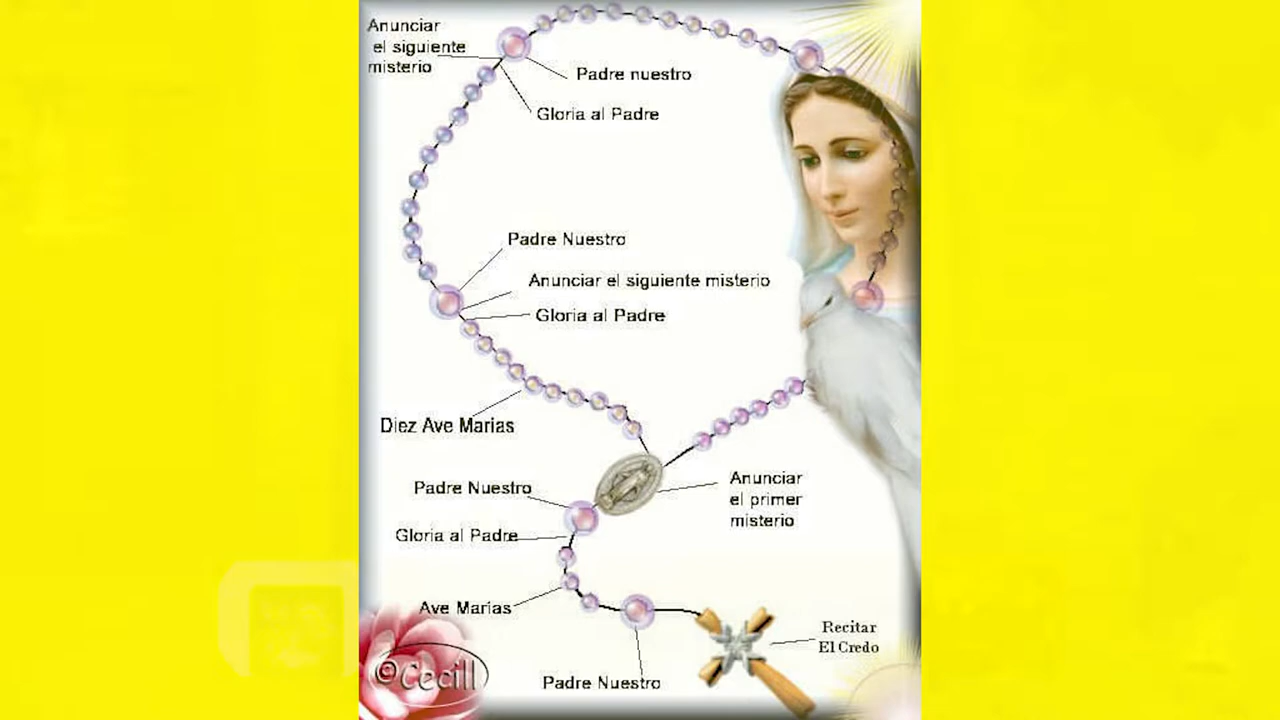 Anunciar
el siguiente
misterio
Padre nuestro
Gloria al Padre
Padre Nuestro
Anunciar el siguiente misterio
Gloria al Padre
Diez Ave Marias
Padre Nuestro
Anunciar
el primer
misterio
Gloria al Padre
Ave Marias
Recitar
El Credo
Padre Nuestro
©Cecill